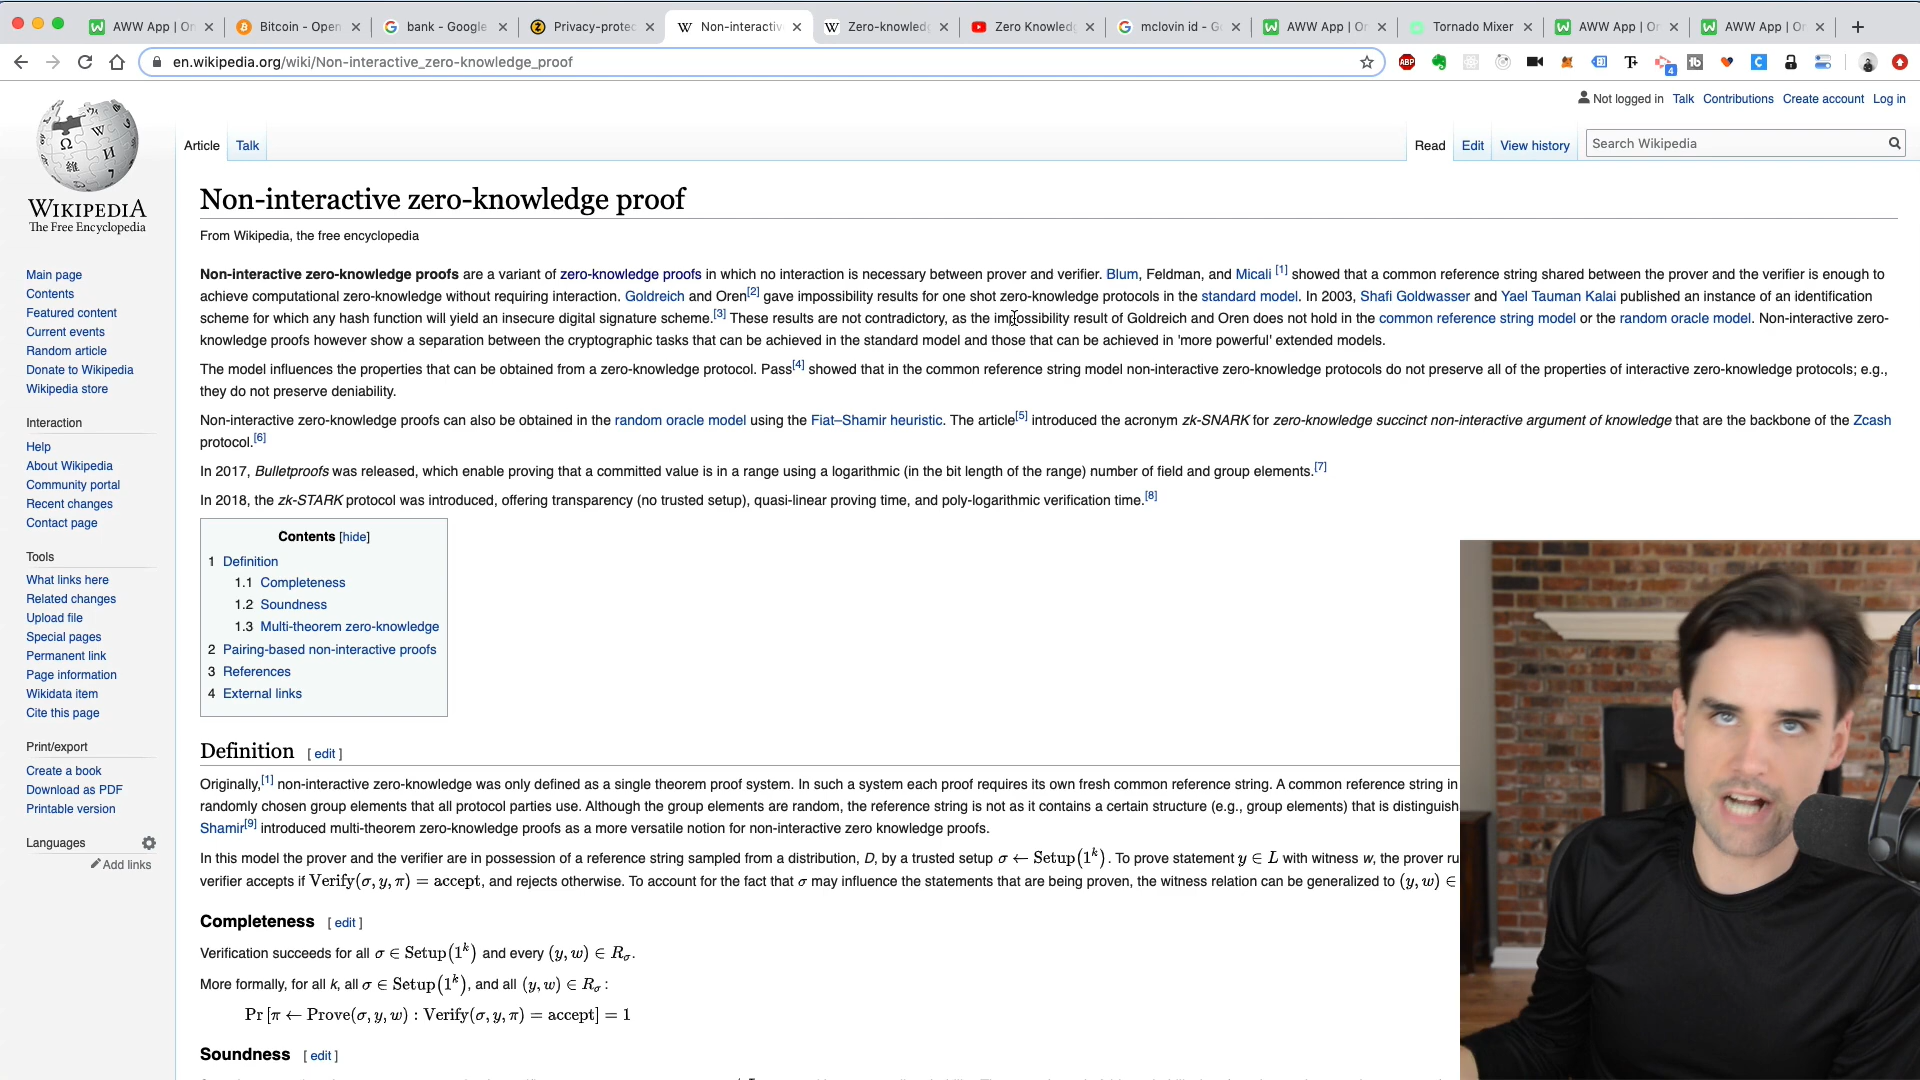 AWW App | On
Bitcoin - Open
bank - Google
Privacy-protec
Non-interactive
Zero-knowledg
Zero Knowledg
mclovin id - Go
AWW App | On
Tornado Mixer
AWW App | Or
AWW App | Or
en.wikipedia.org/wiki/Non-interactive_zero-knowledge_proof
ABP
4
Not logged in Talk Contributions Create account Log in
Article Talk
Read Edit View history
Search Wikipedia
WIKIPEDIA
The Free Encyclopedia
Main page
Contents
Featured content
Current events
Random article
Donate to Wikipedia
Wikipedia store
Interaction
Help
About Wikipedia
Community portal
Recent changes
Contact page
Tools
What links here
Related changes
Upload file
Special pages
Permanent link
Page information
Wikidata item
Cite this page
Print/export
Create a book
Download as PDF
Printable version
Languages
Add links
Non-interactive zero-knowledge proof
From Wikipedia, the free encyclopedia
Non-interactive zero-knowledge proofs are a variant of zero-knowledge proofs in which no interaction is necessary between prover and verifier. Blum, Feldman, and Micali [1] showed that a common reference string shared between the prover and the verifier is enough to
achieve computational zero-knowledge without requiring interaction. Goldreich and Oren[2] gave impossibility results for one shot zero-knowledge protocols in the standard model. In 2003, Shafi Goldwasser and Yael Tauman Kalai published an instance of an identification
scheme for which any hash function will yield an insecure digital signature scheme.[3] These results are not contradictory, as the impossibility result of Goldreich and Oren does not hold in the common reference string model or the random oracle model. Non-interactive zero-
knowledge proofs however show a separation between the cryptographic tasks that can be achieved in the standard model and those that can be achieved in 'more powerful' extended models.
The model influences the properties that can be obtained from a zero-knowledge protocol. Pass[4] showed that in the common reference string model non-interactive zero-knowledge protocols do not preserve all of the properties of interactive zero-knowledge protocols; e.g.,
they do not preserve deniability.
Non-interactive zero-knowledge proofs can also be obtained in the random oracle model using the Fiat–Shamir heuristic. The article[5] introduced the acronym zk-SNARK for zero-knowledge succinct non-interactive argument of knowledge that are the backbone of the Zcash
protocol.[6]
In 2017, Bulletproofs was released, which enable proving that a committed value is in a range using a logarithmic (in the bit length of the range) number of field and group elements.[7]
In 2018, the zk-STARK protocol was introduced, offering transparency (no trusted setup), quasi-linear proving time, and poly-logarithmic verification time.[8]
Contents [hide]
1 Definition
1.1 Completeness
1.2 Soundness
1.3 Multi-theorem zero-knowledge
2 Pairing-based non-interactive proofs
3 References
4 External links
Definition [ edit ]
Originally,[1] non-interactive zero-knowledge was only defined as a single theorem proof system. In such a system each proof requires its own fresh common reference string. A common reference string in
randomly chosen group elements that all protocol parties use. Although the group elements are random, the reference string is not as it contains a certain structure (e.g., group elements) that is distinguish
Shamir[9] introduced multi-theorem zero-knowledge proofs as a more versatile notion for non-interactive zero knowledge proofs.
In this model the prover and the verifier are in possession of a reference string sampled from a distribution, D, by a trusted setup σ ← Setup(1^k). To prove statement y ∈ L with witness w, the prover ru
verifier accepts if Verify(σ, y, π) = accept, and rejects otherwise. To account for the fact that σ may influence the statements that are being proven, the witness relation can be generalized to (y, w) ∈
Completeness [ edit ]
Verification succeeds for all σ ∈ Setup(1^k) and every (y, w) ∈ R_σ.
More formally, for all k, all σ ∈ Setup(1^k), and all (y, w) ∈ R_σ :
Pr [π ← Prove(σ, y, w) : Verify(σ, y, π) = accept] = 1
Soundness [ edit ]